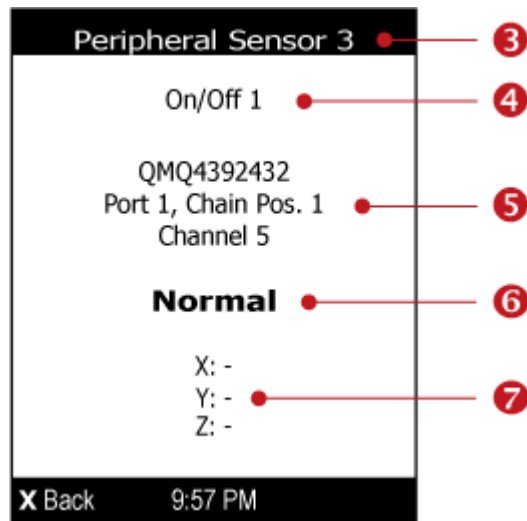 Peripheral Sensor 3
3
On/Off 1
4
QMQ4392432
Port 1, Chain Pos. 1
5
Channel 5
Normal
6
X: -
Y: -
7
Z: -
X Back 9:57 PM